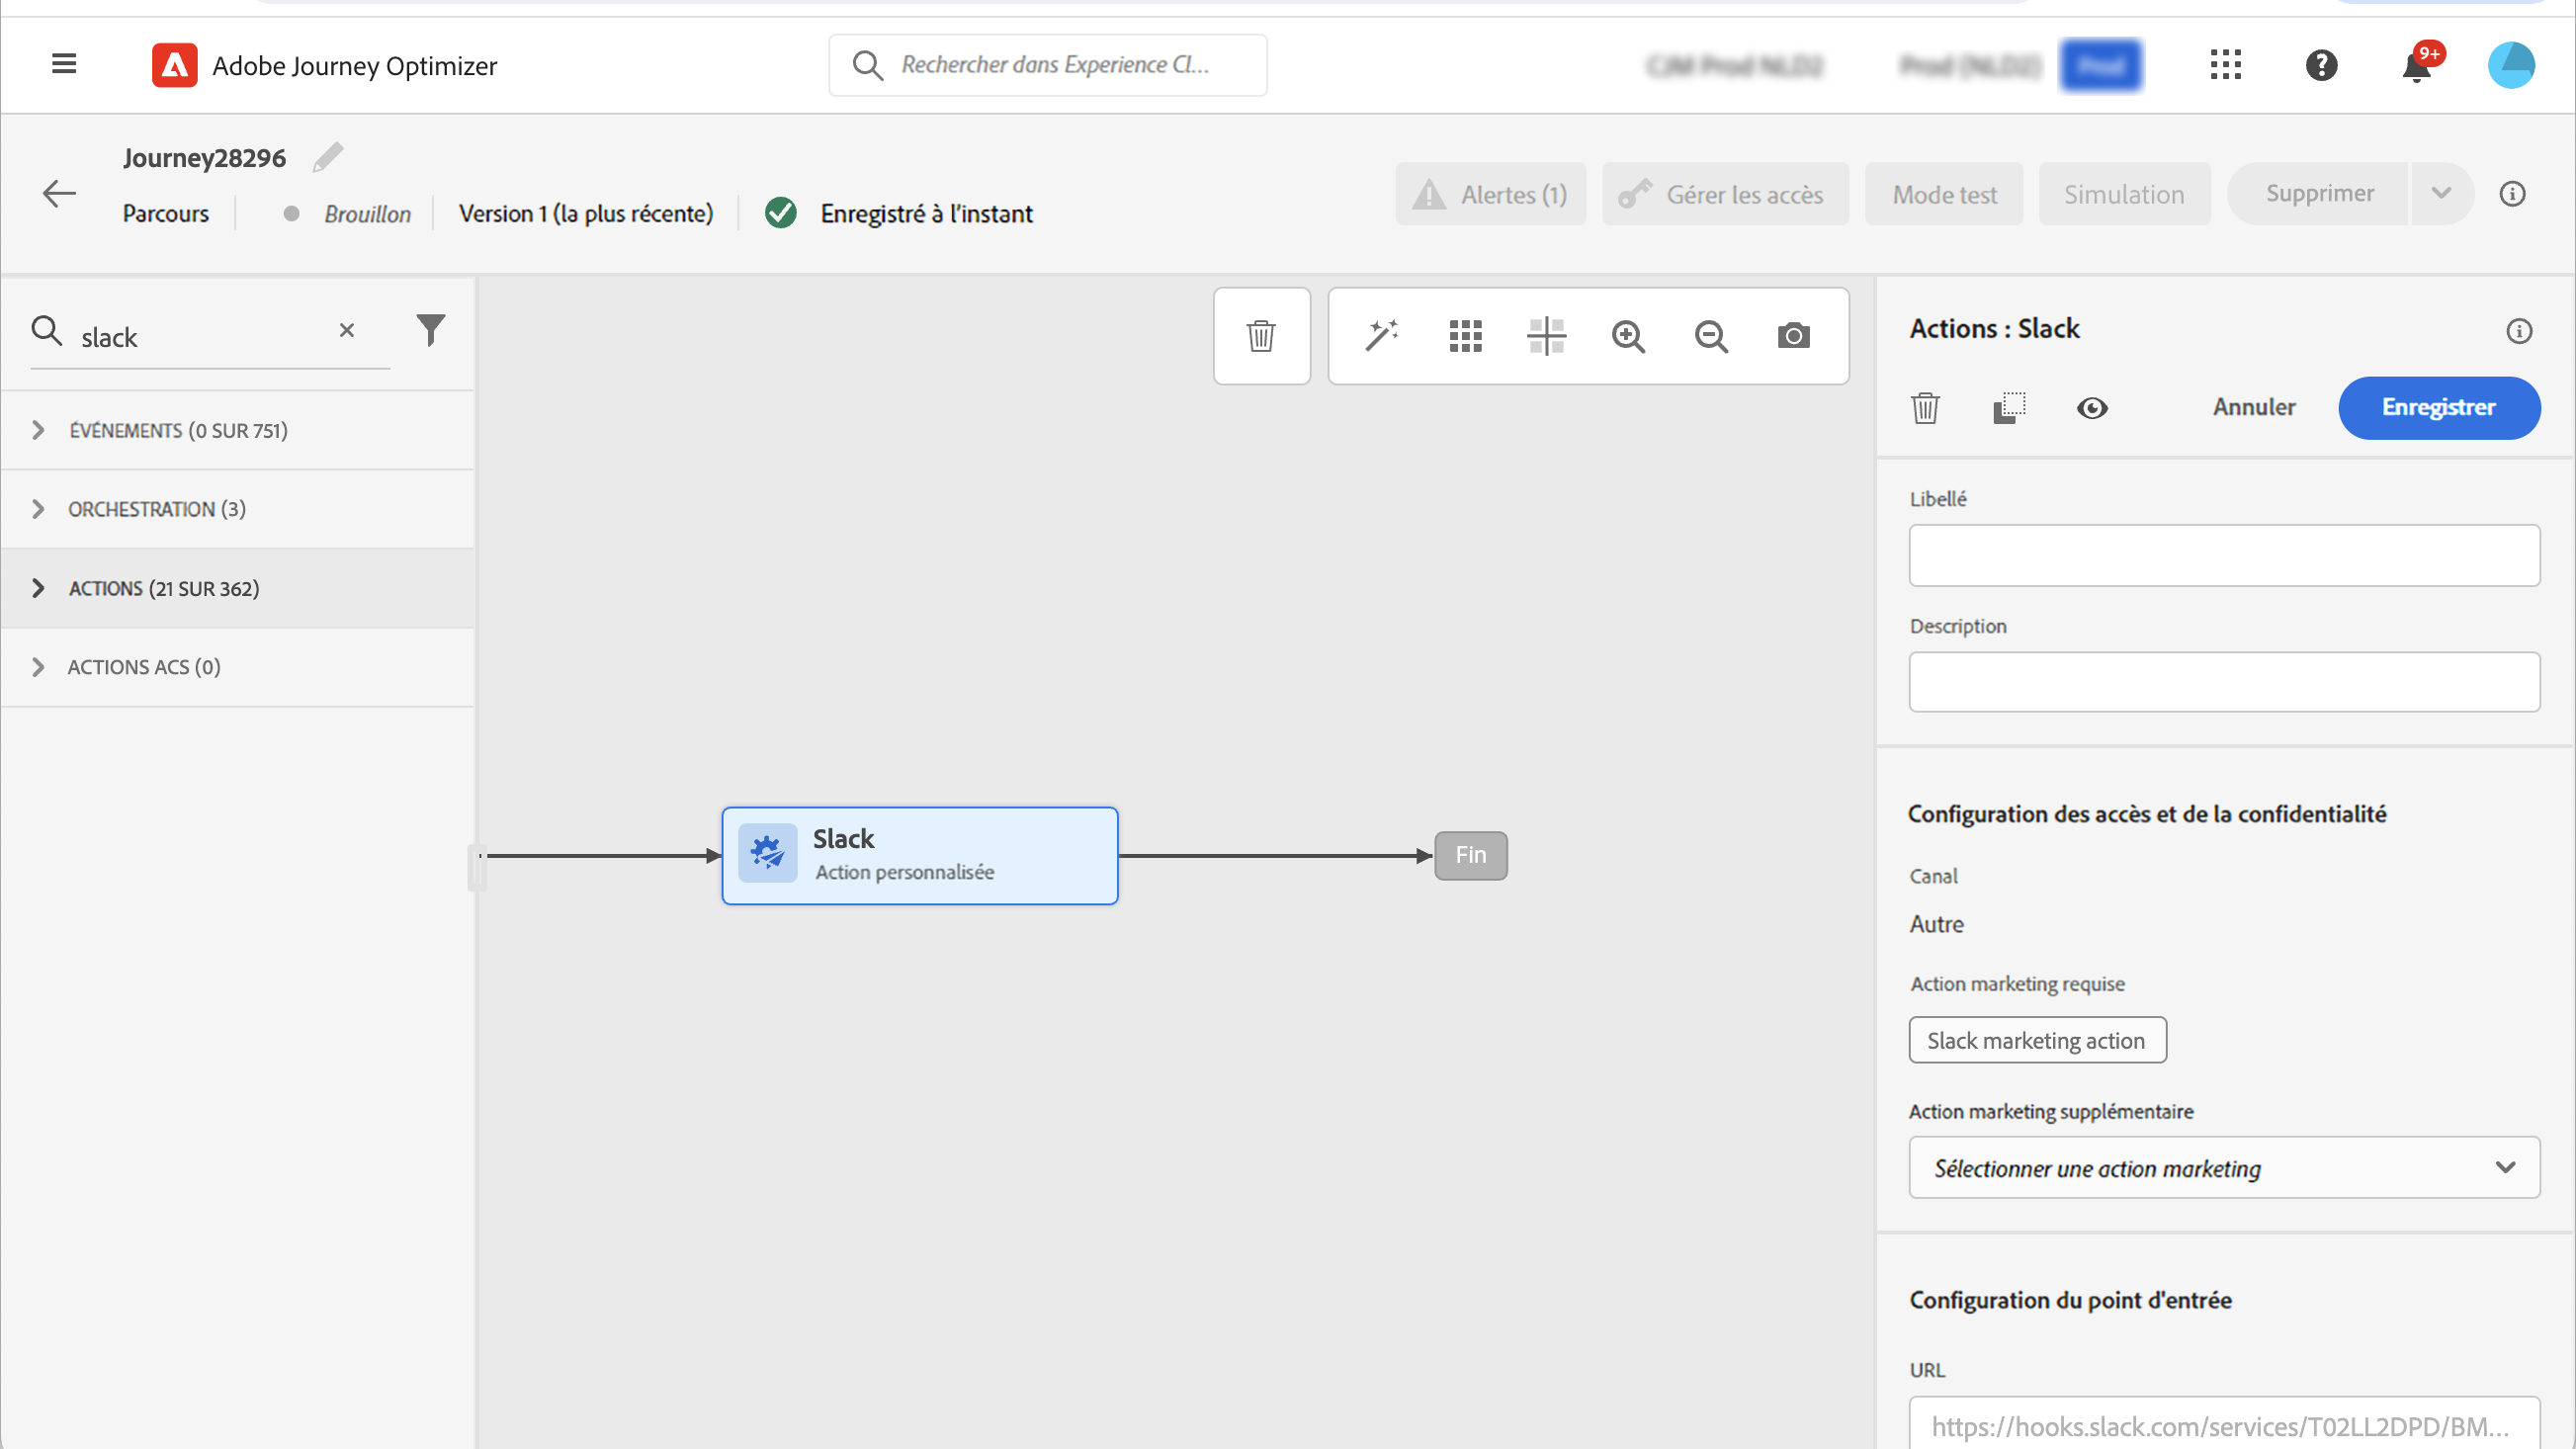 Adobe Journey Optimizer
Rechercher dans Experience Cl...
9+
Journey28296
Parcours
Brouillon
Version 1 (la plus récente)
Enregistré à l'instant
Alertes (1)
Gérer les accès
Mode test
Simulation
Supprimer
slack
ÉVÉNEMENTS (0 SUR 751)
ORCHESTRATION (3)
ACTIONS (21 SUR 362)
ACTIONS ACS (0)
Slack
Action personnalisée
Fin
Actions : Slack
Annuler
Enregistrer
Libellé
Description
Configuration des accès et de la confidentialité
Canal
Autre
Action marketing requise
Slack marketing action
Action marketing supplémentaire
Sélectionner une action marketing
Configuration du point d'entrée
URL
https://hooks.slack.com/services/T02LL2DPD/BM...